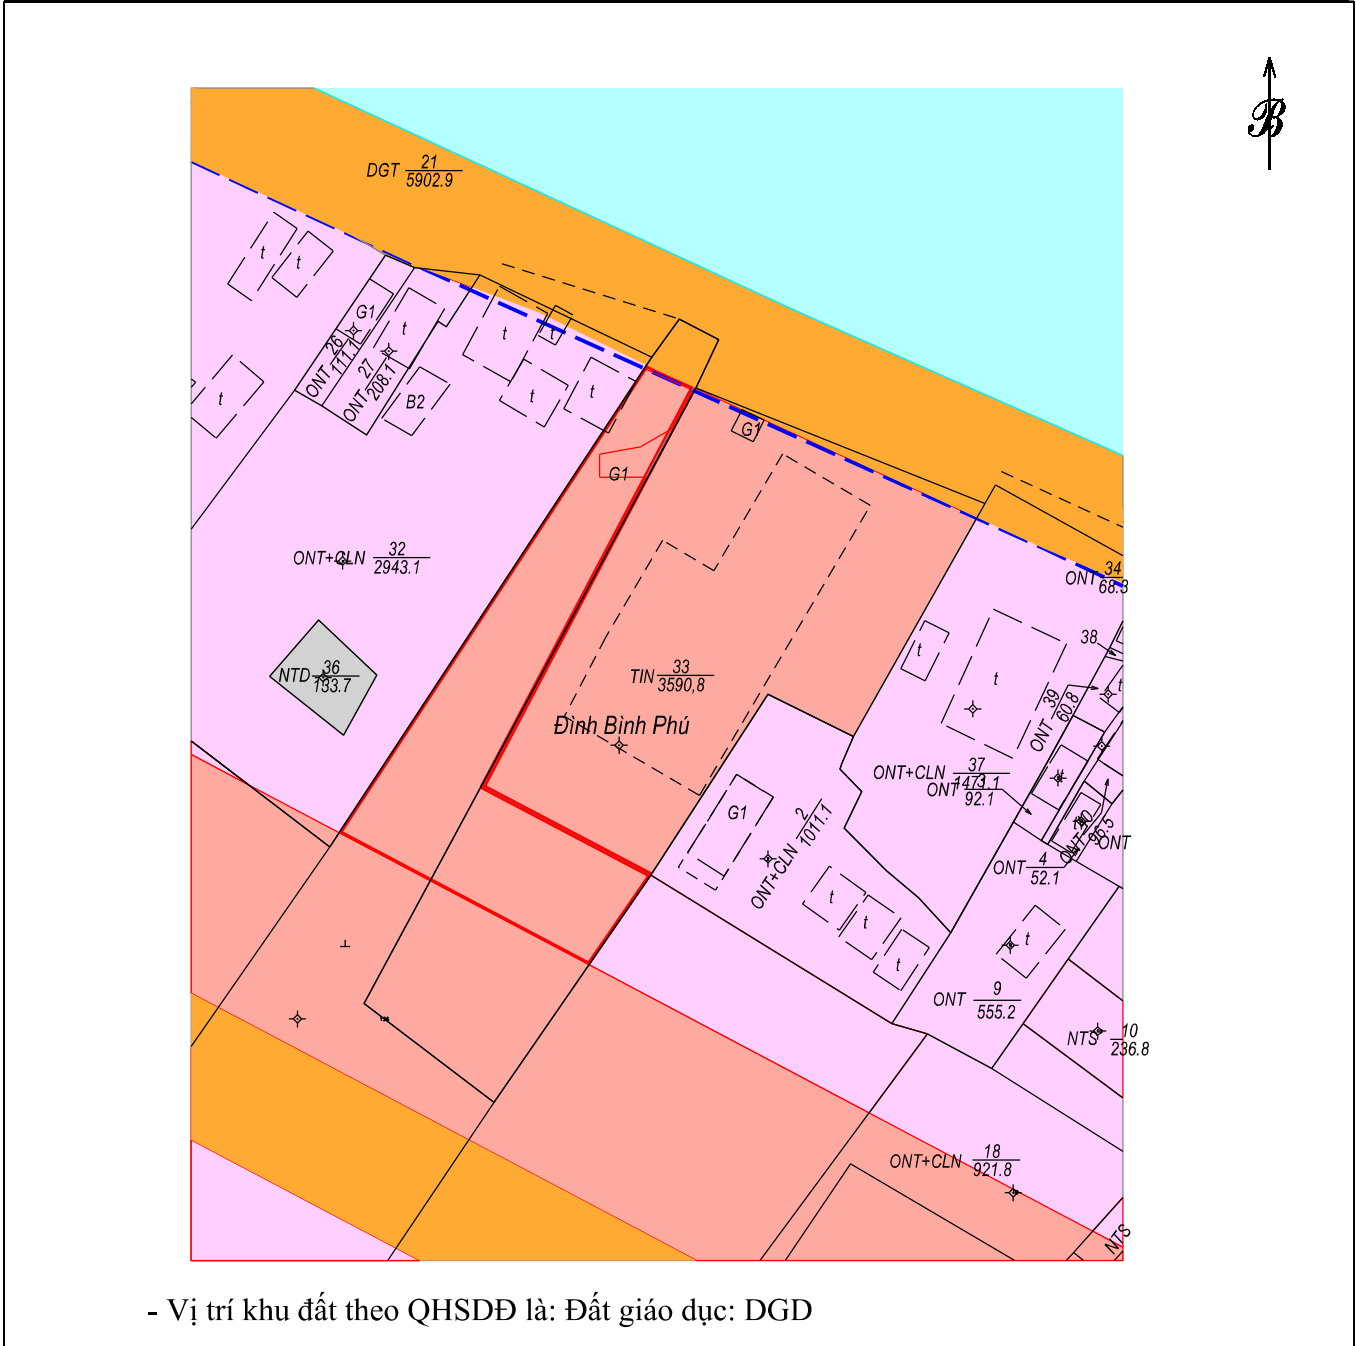 B
DGT 21
5902.9
t
t
G1
t
t
t
ONT 26
111.1
ONT 27
208.1
t
B2
t
t
G1
G1
ONT+CLN 32
2943.1
ONT 34
68.3
38
t
t
t
NTD 36
133.7
TIN 33
3590,8
Đình Bình Phú
ONT 39
60.8
ONT+CLN 37
1473.1
ONT
92.1
G1
ONT+CLN 2
1011.1
96.5
ONT
ONT 4
52.1
t
t
t
t
ONT 9
555.2
NTS 10
236.8
ONT+CLN 18
921.8
NTS
- Vị trí khu đất theo QHSDĐ là: Đất giáo dục: DGD